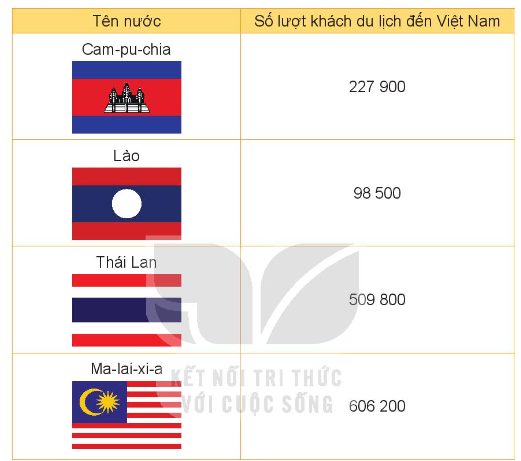 Tên nước
Số lượt khách du lịch đến Việt Nam
Cam-pu-chia
227 900
Lào
98 500
Thái Lan
509 800
Ma-lai-xi-a
606 200
KẾT NỐI TRI THỨC
VỚI CUỘC SỐNG